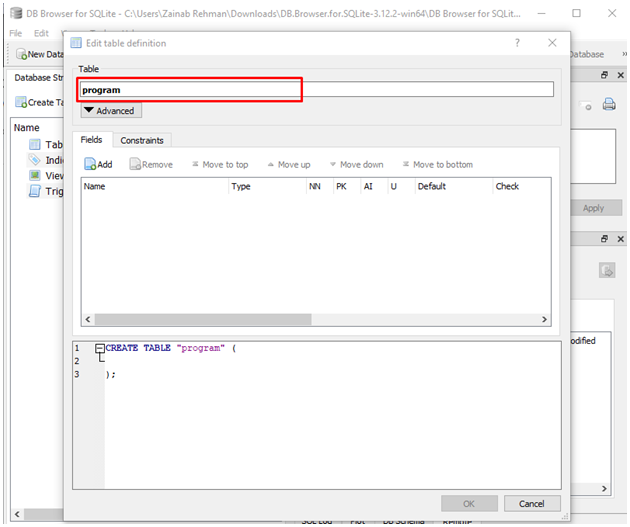 DB Browser for SQLite - C:\Users\Zainab Rehman\Downloads\DB.Browser.for.SQLite-3.12.2-win64\DB Browser for SQLit...
File Edit
New Data
Database »
Edit table definition ?
Database Str
Table
program
Create Ta
Advanced
Name
Fields Constraints
Tab
Indi
View
Trig
Add Remove Move to top Move up Move down Move to bottom
Name Type NN PK AI U Default Check
Apply
odified
1 CREATE TABLE "program" (
2
3 );
OK Cancel
SQL Log Plot DB Schema Remote